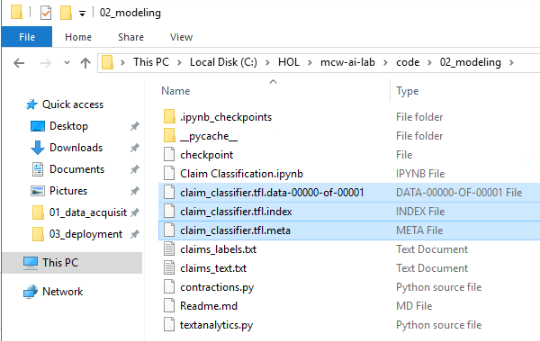 02_modeling
File Home Share View
This PC > Local Disk (C:) > HOL > mcw-ai-lab > code > 02_modeling >
Name Type
Quick access
Desktop
Downloads
Documents
Pictures
01_data_acquisit
03_deployment
This PC
Network
.ipynb_checkpoints File folder
__pycache__ File folder
checkpoint File
Claim Classification.ipynb IPYNB File
claim_classifier.tfl.data-00000-of-00001 DATA-00000-OF-00001 File
claim_classifier.tfl.index INDEX File
claim_classifier.tfl.meta META File
claims_labels.txt Text Document
claims_text.txt Text Document
contractions.py Python source file
Readme.md MD File
textanalytics.py Python source file